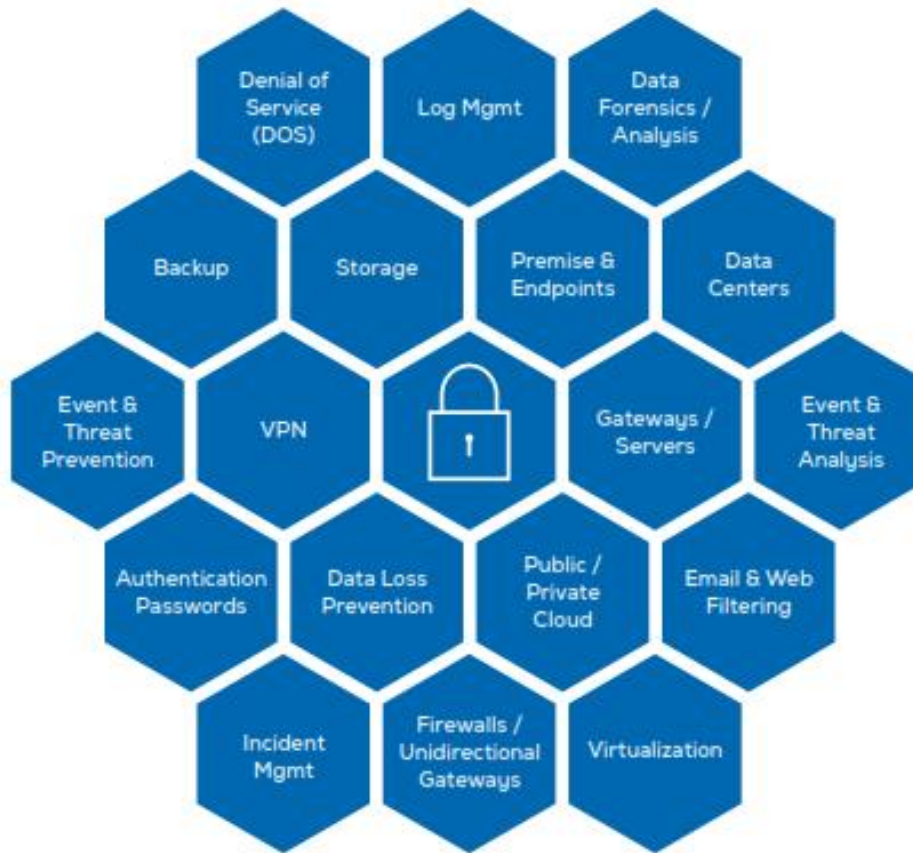 Denial of
Service
(DOS)
Log Mgmt
Data
Forensics /
Analysis
Backup
Storage
Premise &
Endpoints
Data
Centers
Event &
Threat
Prevention
VPN
Gateways /
Servers
Event &
Threat
Analysis
Authentication
Passwords
Data Loss
Prevention
Public /
Private
Cloud
Email & Web
Filtering
Incident
Mgmt
Firewalls /
Unidirectional
Gateways
Virtualization